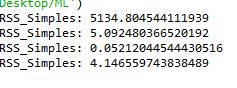 Desktop/ML')
RSS_Simples: 5134.804544111939
RSS_Simples: 5.092480366520192
RSS_Simples: 0.05212044544430516
RSS_Simples: 4.146559743838489